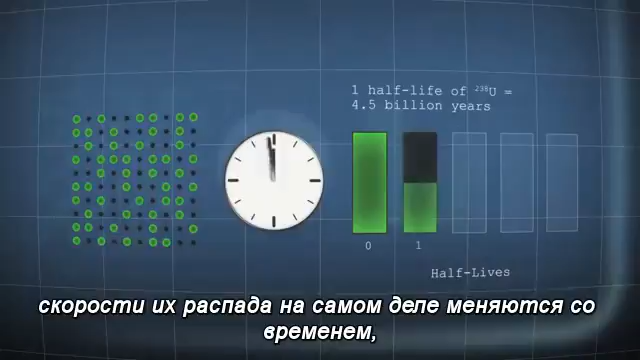 1 half-life of ²³⁸U =
4.5 billion years
0 1
Half-Lives
скорости их распада на самом деле меняются со
временем,